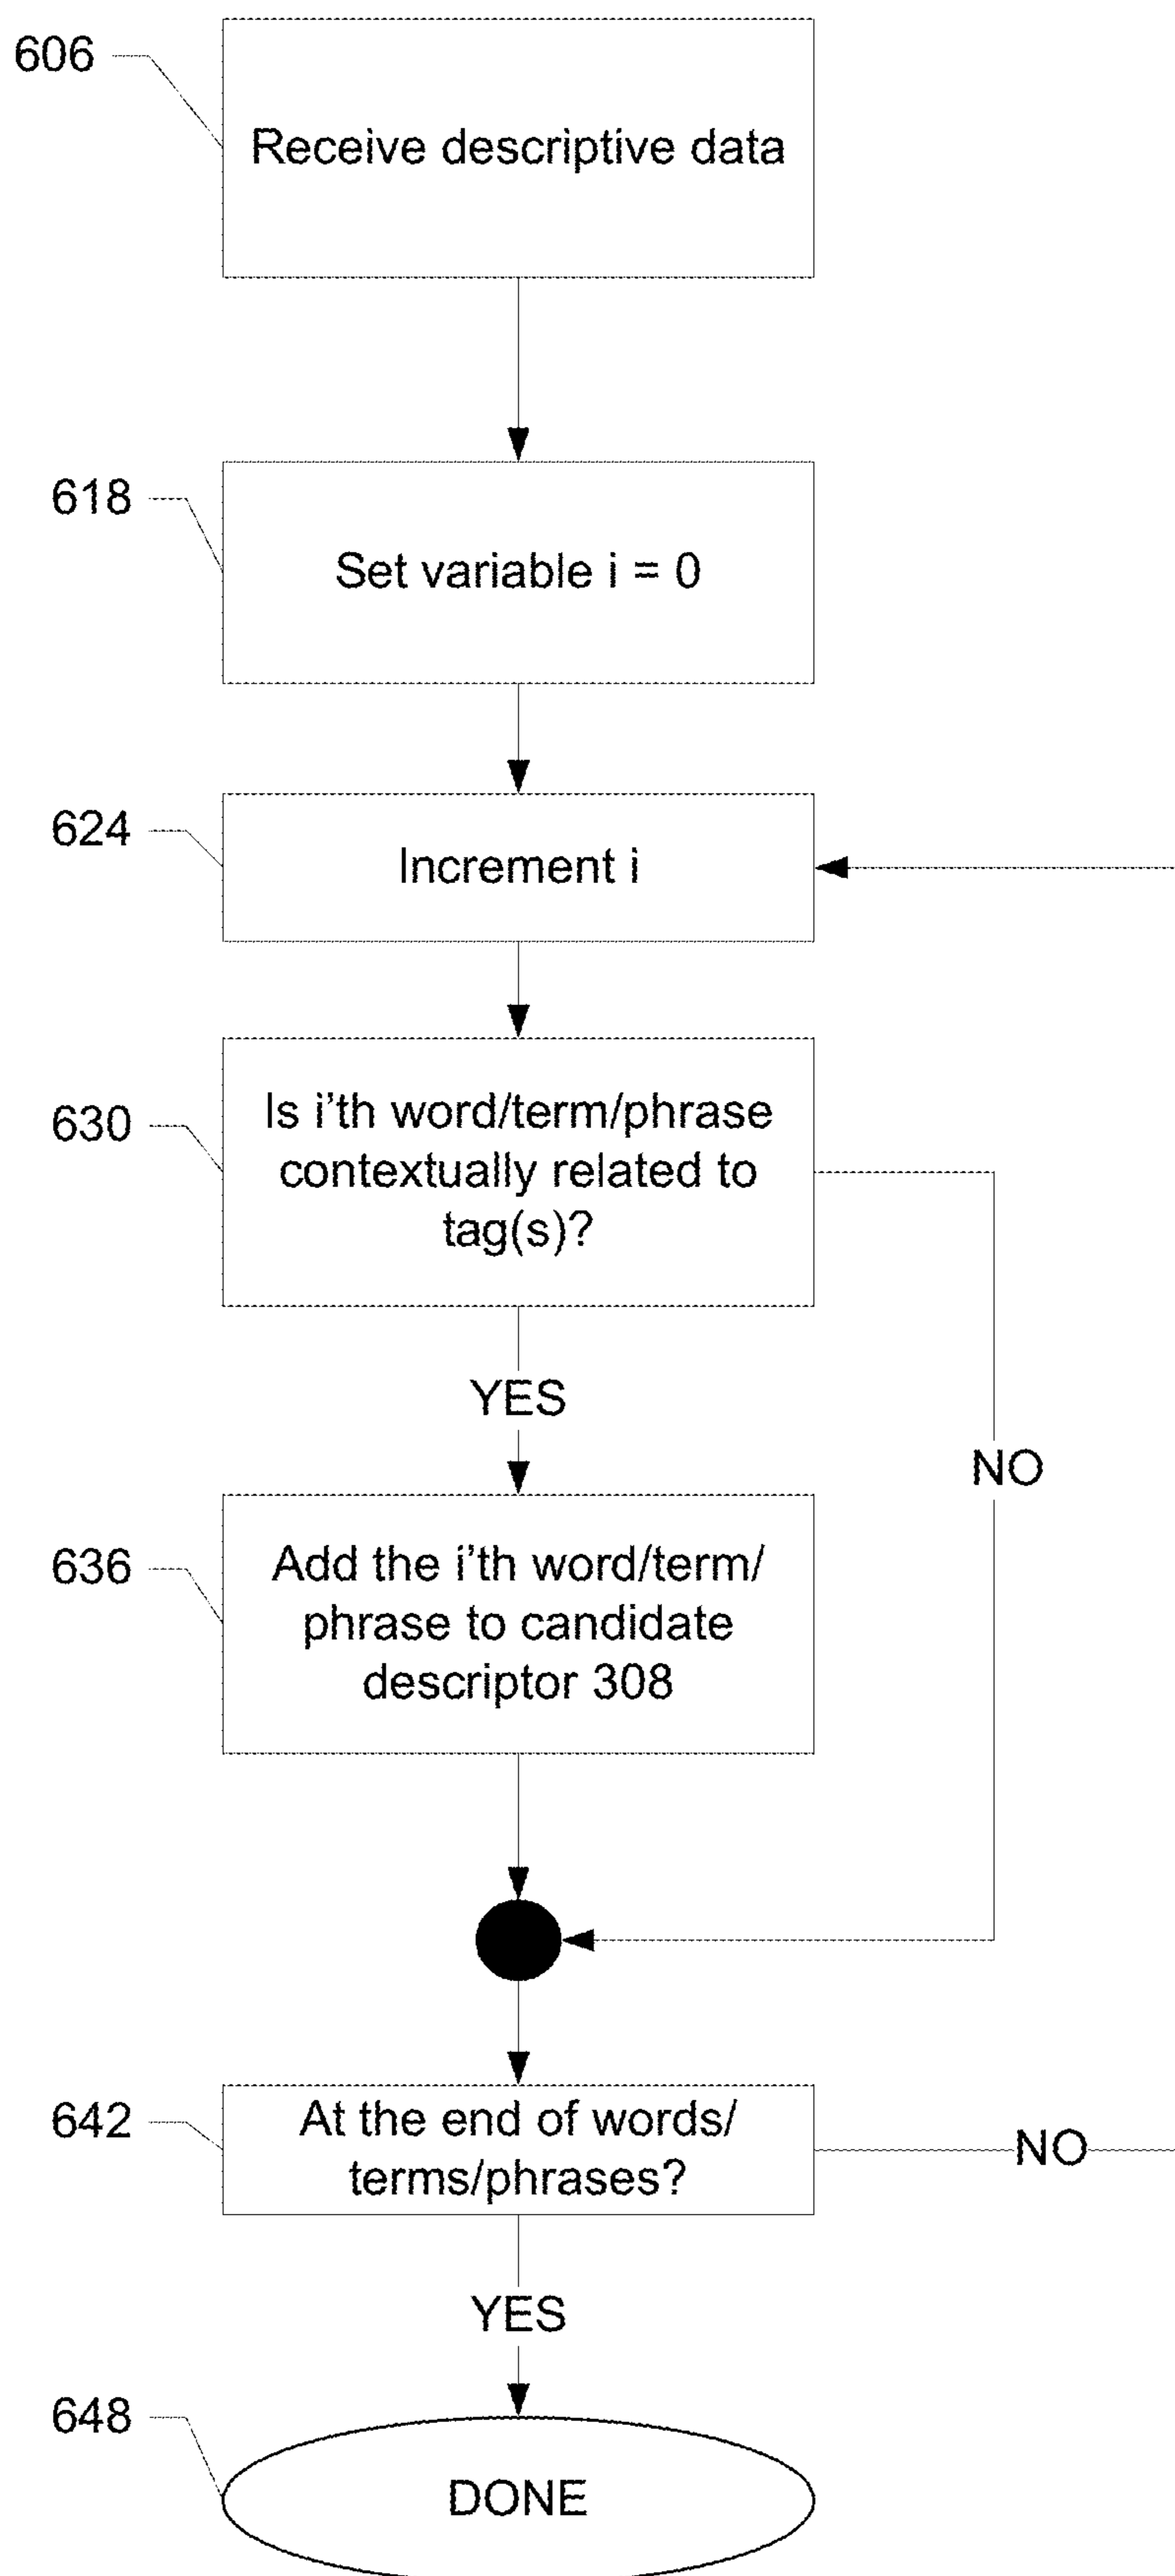 606
Receive descriptive data
618
Set variable i = 0
624
Increment i
630
Is i'th word/term/phrase
contextually related to
tag(s)?
YES
NO
636
Add the i'th word/term/
phrase to candidate
descriptor 308
642
At the end of words/
terms/phrases?
NO
YES
648
DONE